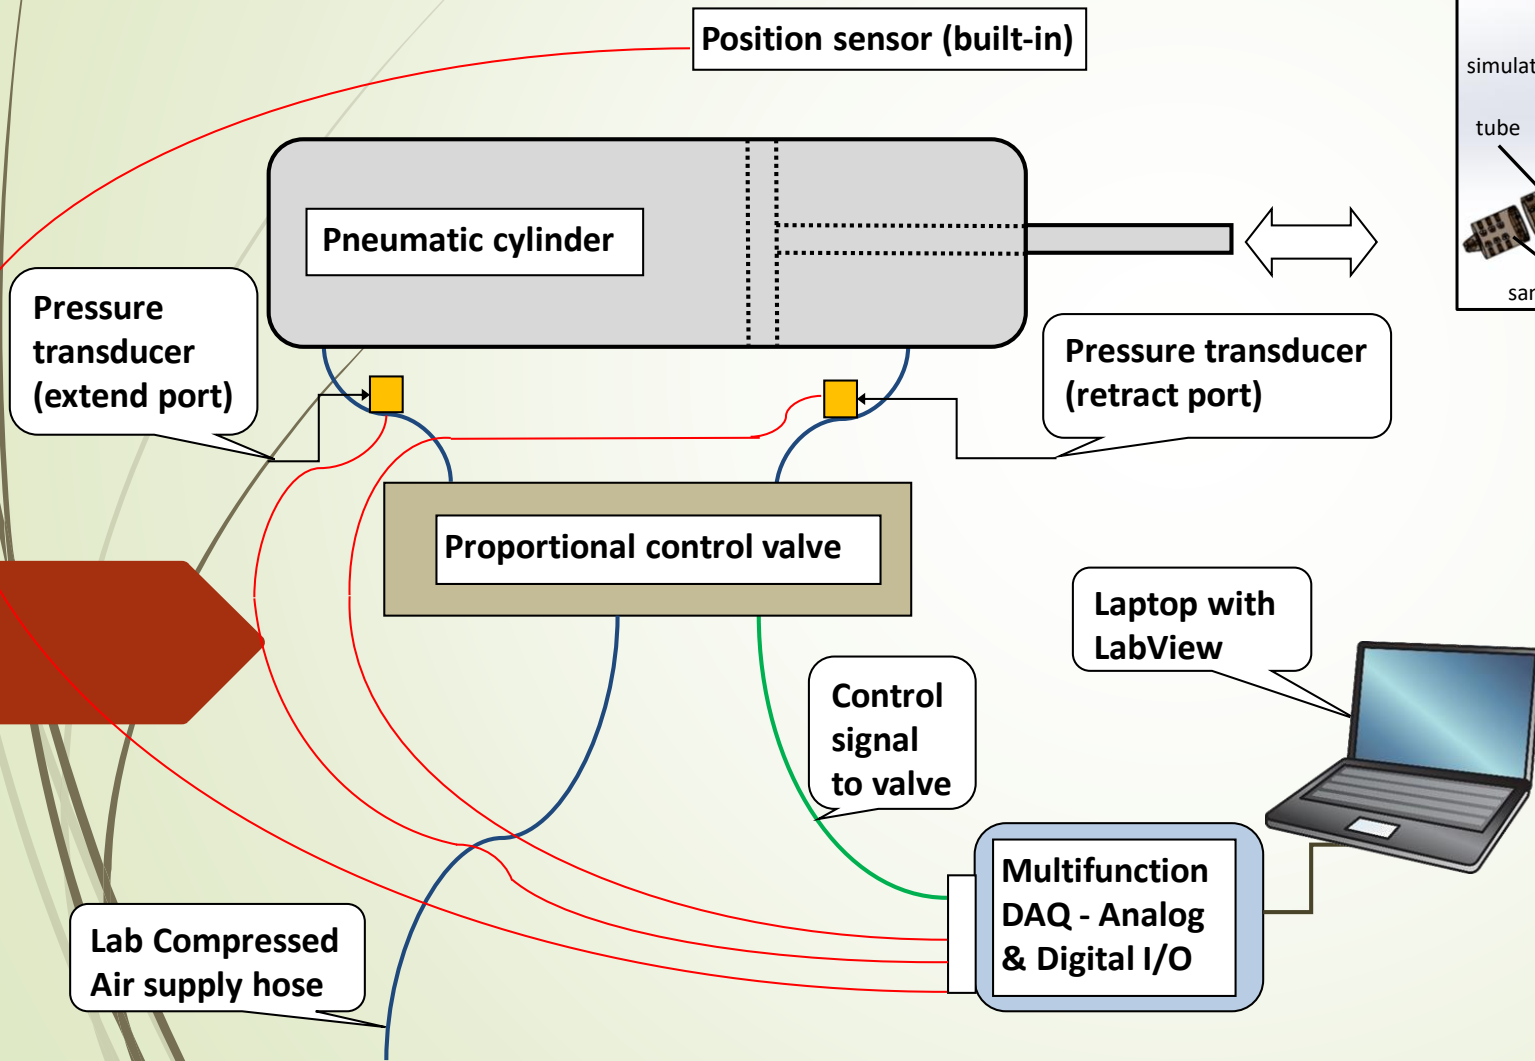 Position sensor (built-in)
tube
Pneumatic cylinder
Pressure
transducer
(extend port)
Pressure transducer
(retract port)
Proportional control valve
Laptop with
LabView
Control
signal
to valve
Multifunction
DAQ - Analog
& Digital I/O
Lab Compressed
Air supply hose